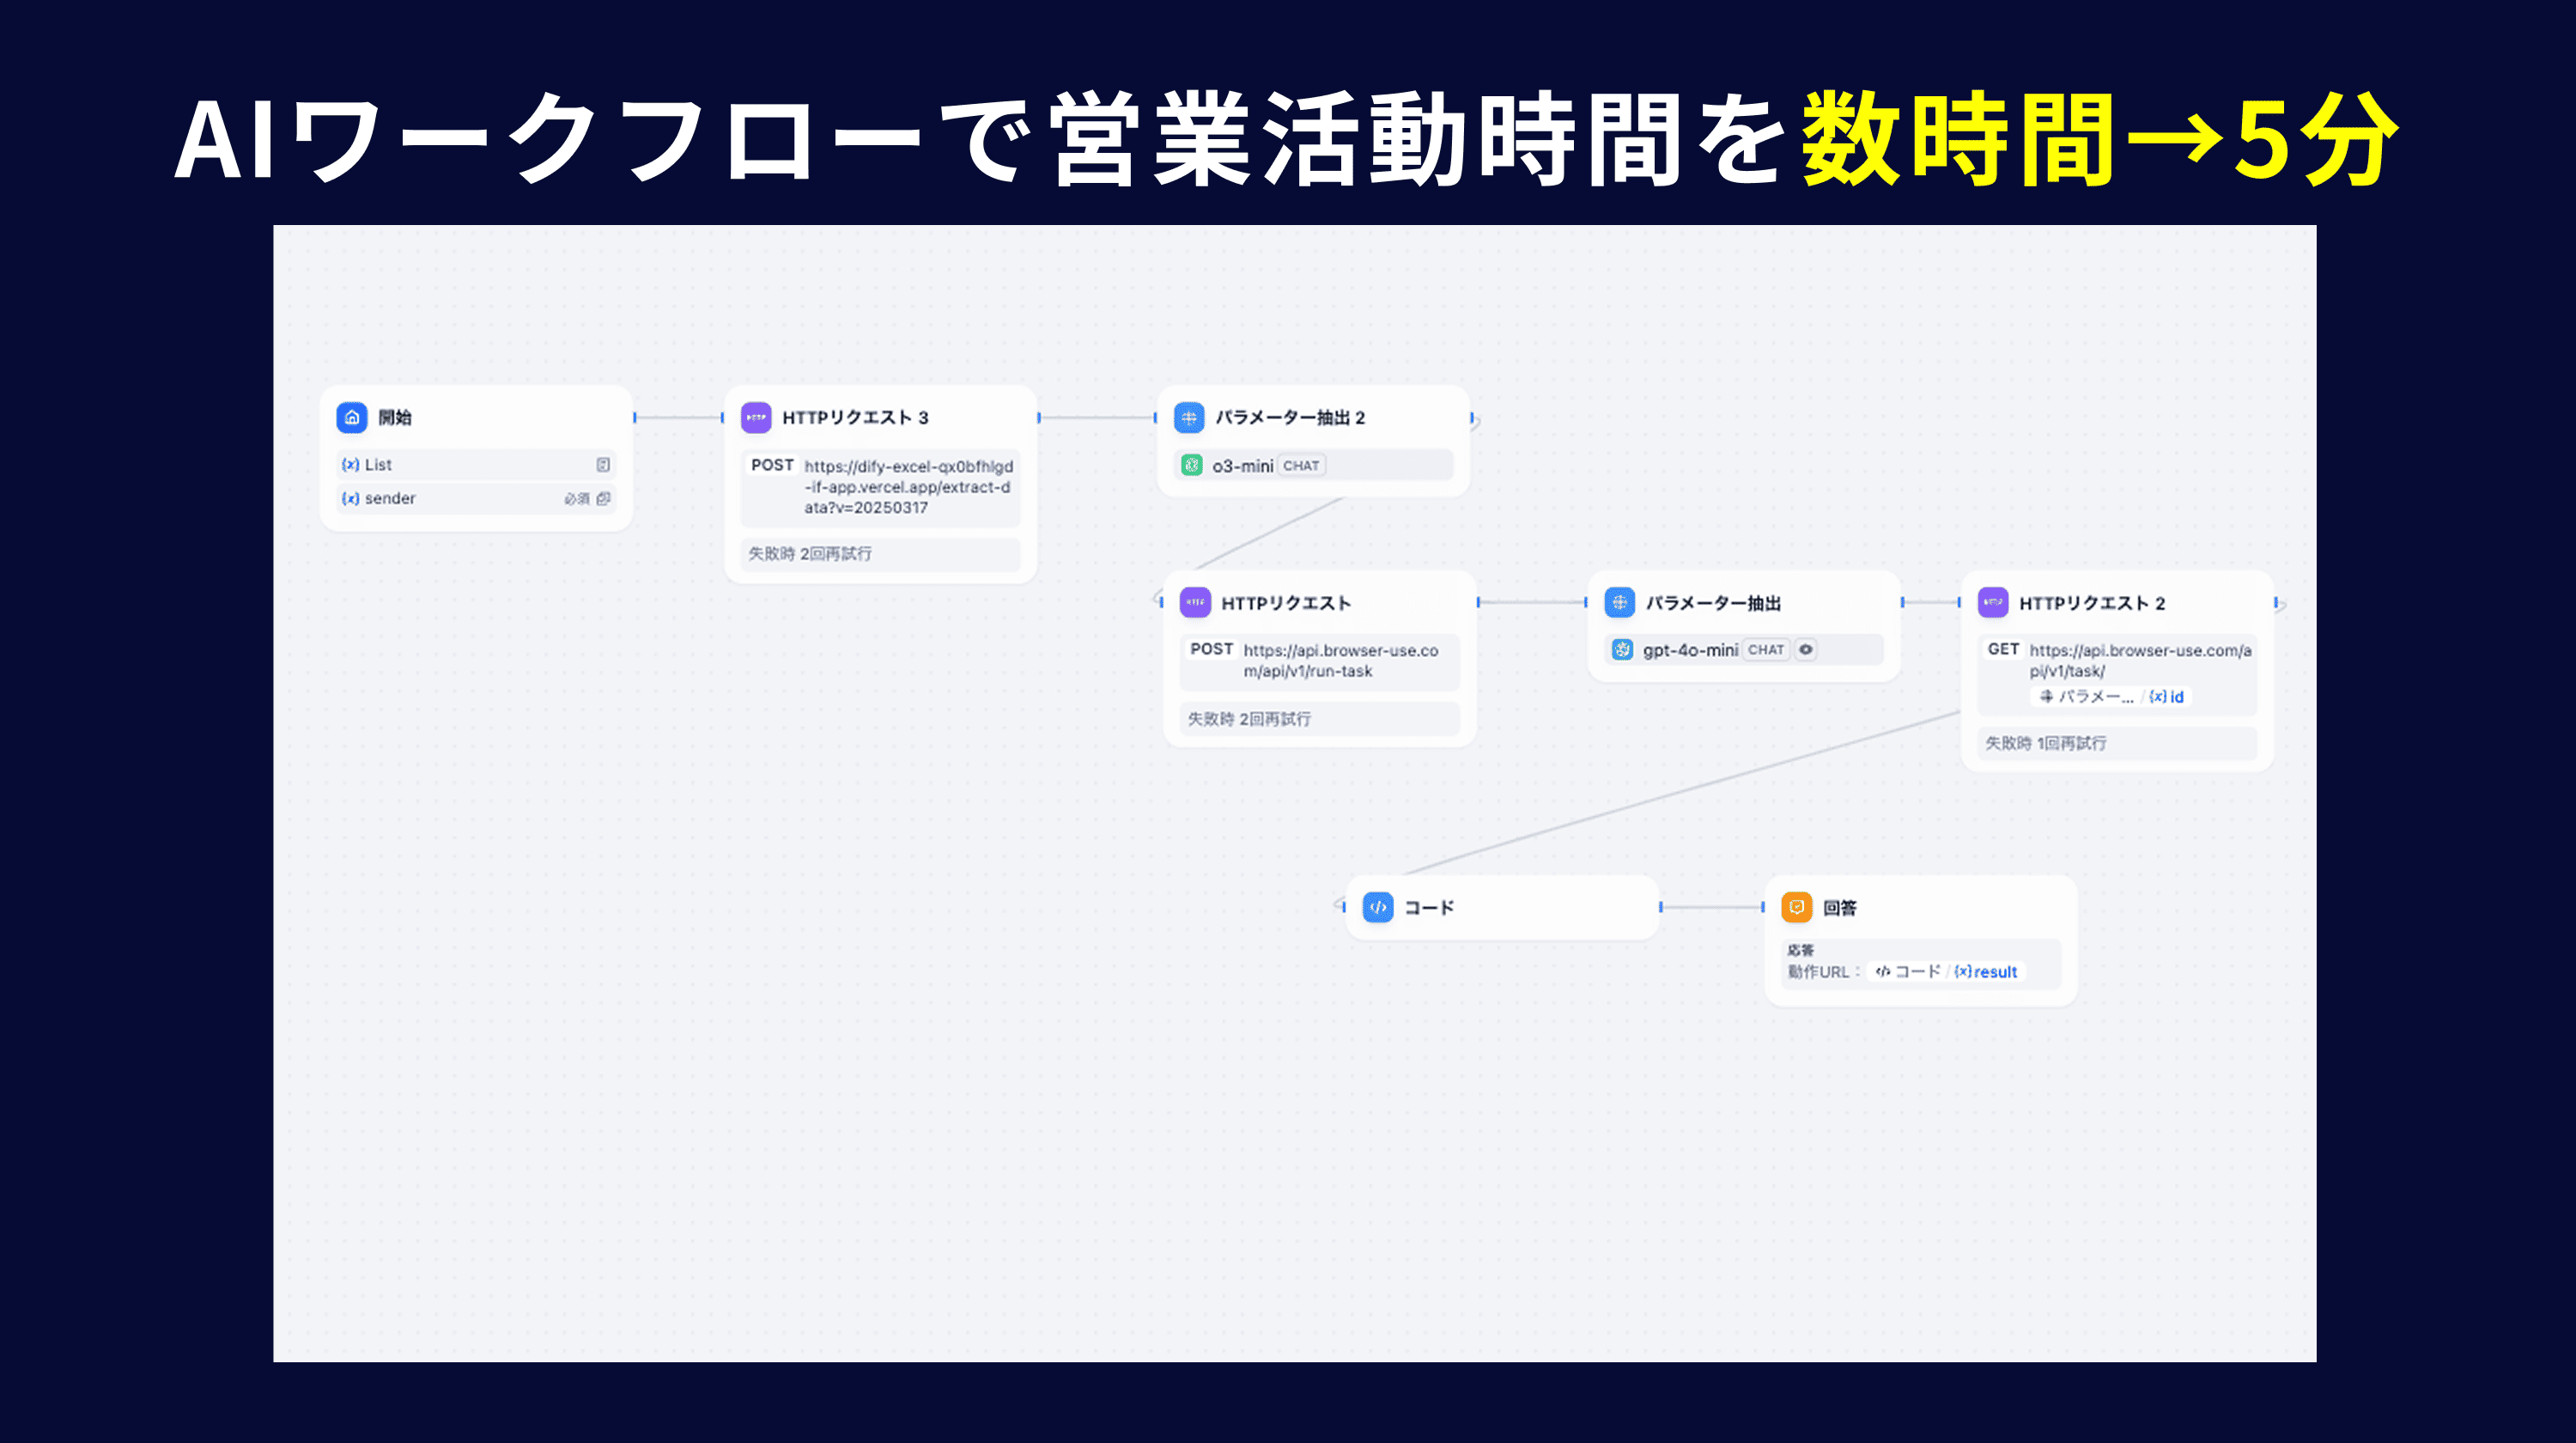 AIワークフローで営業活動時間を数時間→5分
開始
{x} List
{x} sender 必須
HTTPリクエスト 3
POST https://dify-excel-qx0bfhlgd
-if-app.vercel.app/extract-d
ata?v=20250317
失敗時 2回再試行
パラメーター抽出 2
o3-mini CHAT
HTTPリクエスト
POST https://api.browser-use.co
m/api/v1/run-task
失敗時 2回再試行
パラメーター抽出
gpt-4o-mini CHAT
HTTPリクエスト 2
GET https://api.browser-use.com/a
pi/v1/task/
パラメー... / {x} id
失敗時 1回再試行
コード
回答
応答
動作URL： コード / {x} result